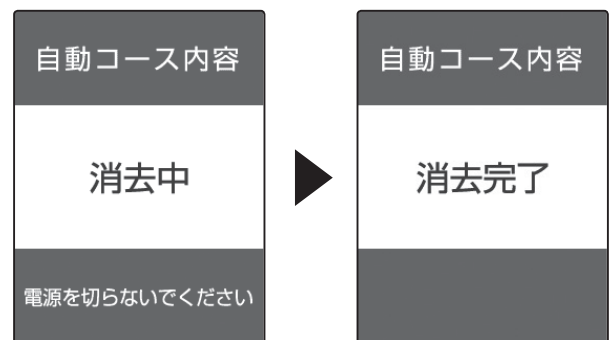 自動コース内容
消去中
電源を切らないでください
自動コース内容
消去完了